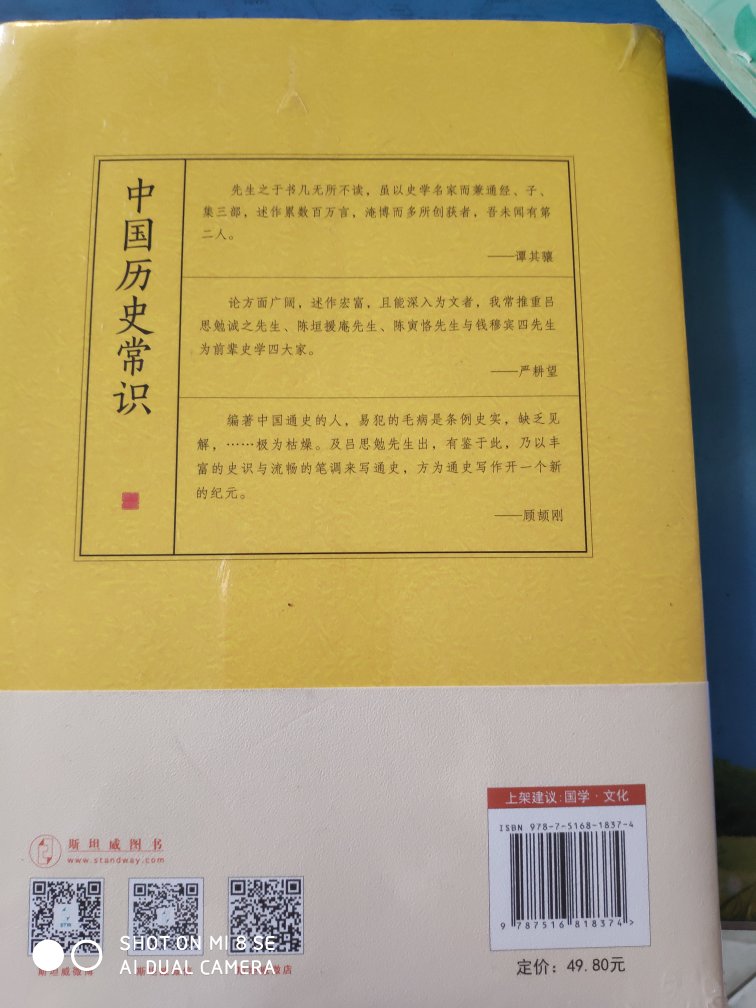 中国历史常识
先生之于书几无所不读，虽以史学名家而兼通经、子、
集三部，述作累数百万言，淹博而多所创获者，吾未闻有第
二人。
——谭其骧
论方面广阔，述作宏富，且能深入为文者，我常推重吕
思勉诚之先生、陈垣援庵先生、陈寅恪先生与钱穆宾四先生
为前辈史学四大家。
——严耕望
编著中国通史的人，易犯的毛病是条例史实，缺乏见
解，……极为枯燥。及吕思勉先生出，有鉴于此，乃以丰
富的史识与流畅的笔调来写通史，方为通史写作开一个新
的纪元。
——顾颉刚
上架建议：国学·文化
ISBN 978-7-5168-1837-4
9 787516 818374 >
定价：49.80元
斯坦威图书
www.standway.com
斯坦威微博
SHOT ON MI 8 SE
AI DUAL CAMERA